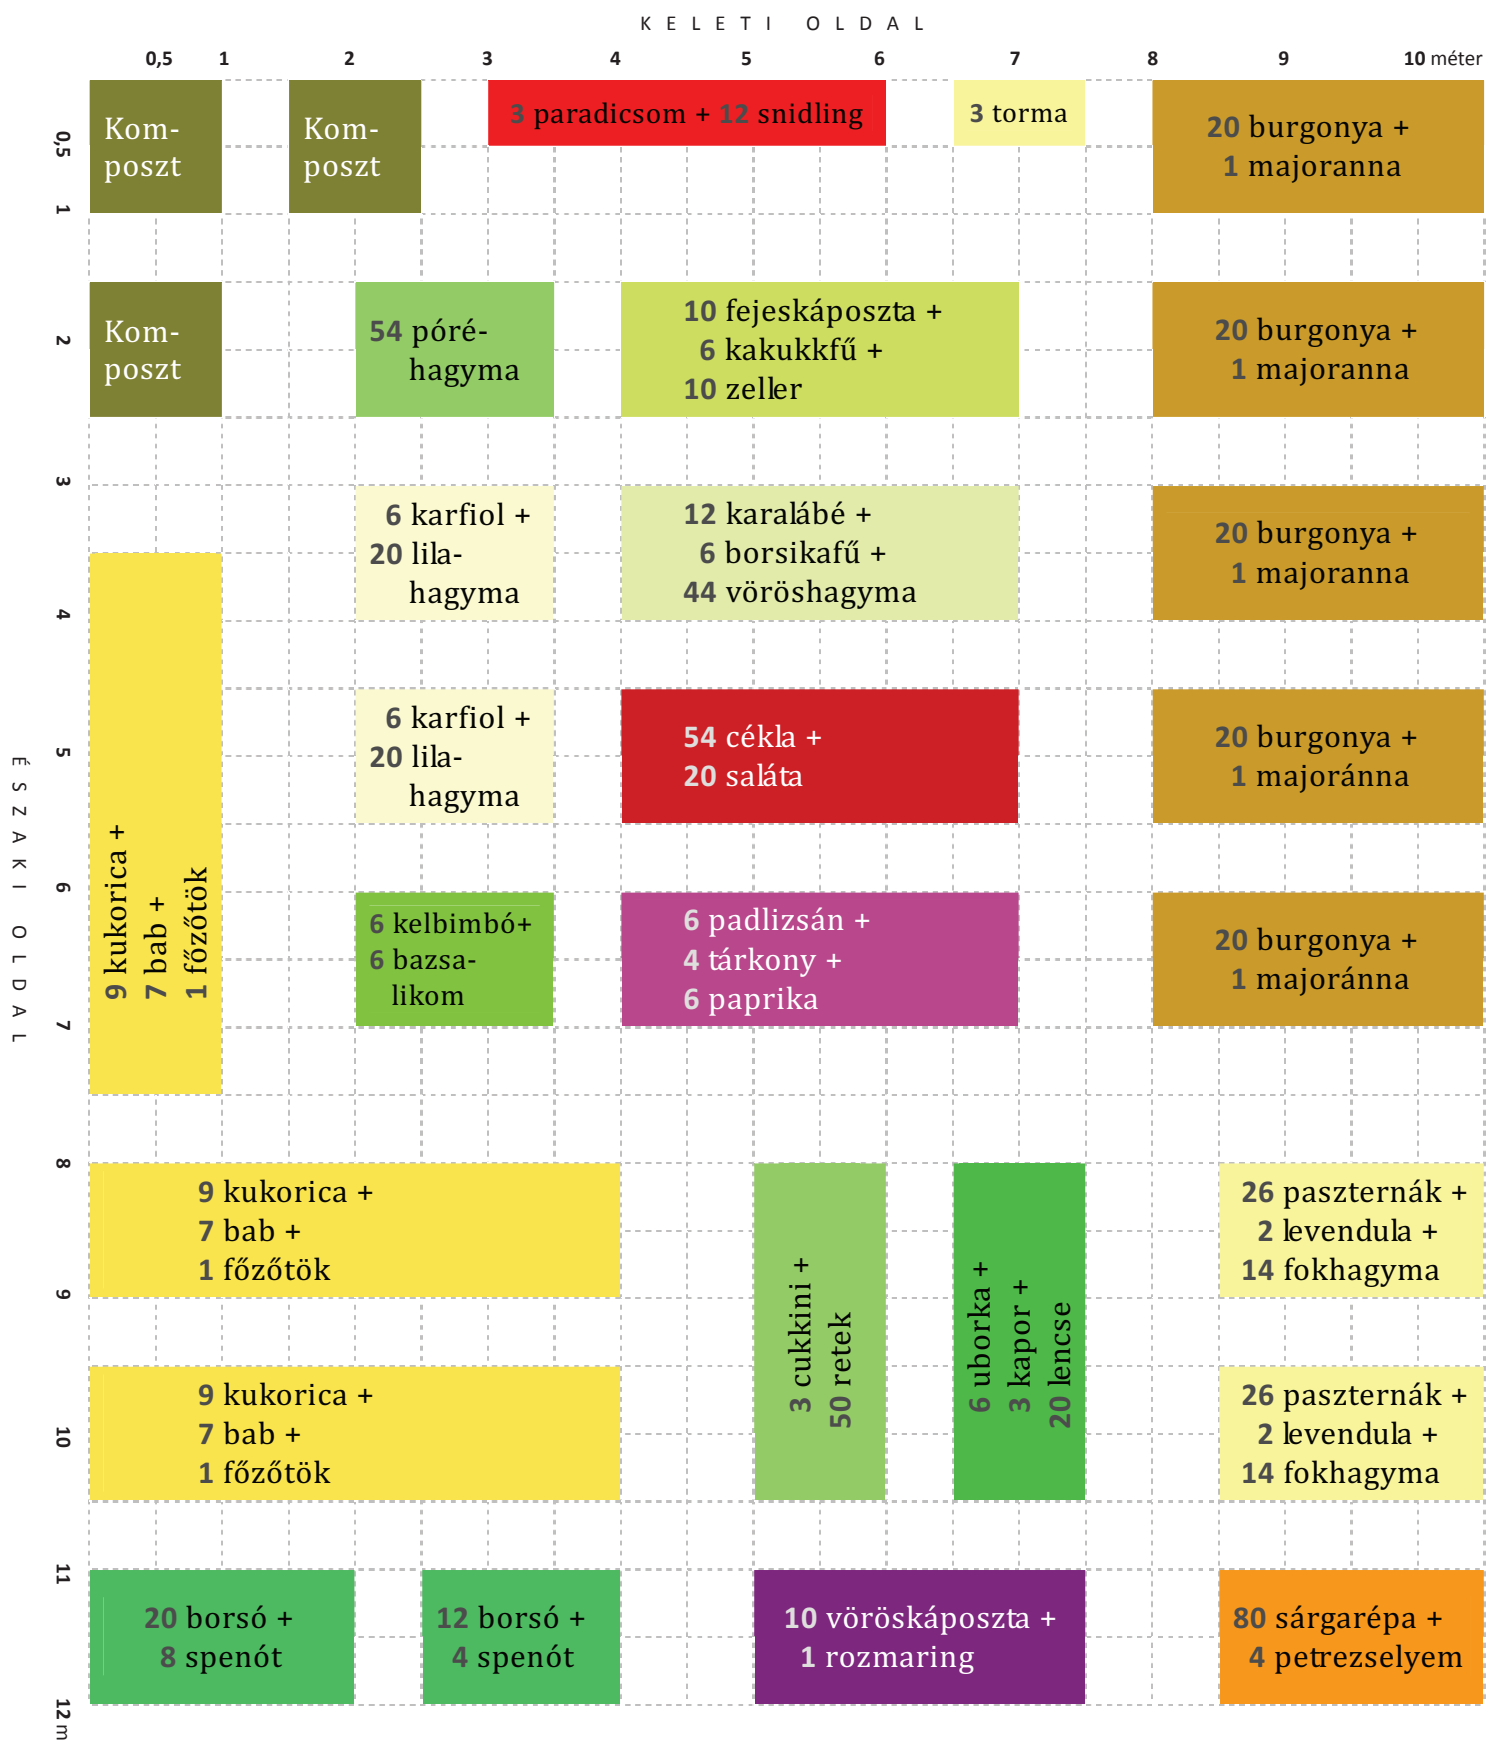 KELETI OLDAL
0,5 1 2 3 4 5 6 7 8 9 10 méter
0,5
1
2
3
4
5
6
7
8
9
10
11
12 m
ÉSZAKI OLDAL
Kom-
poszt
Kom-
poszt
3 paradicsom + 12 snidling
3 torma
20 burgonya +
1 majoranna
Kom-
poszt
54 póré-
hagyma
10 fejeskáposzta +
6 kakukkfű +
10 zeller
20 burgonya +
1 majoranna
6 karfiol +
20 lila-
hagyma
12 karalábé +
6 borsikafű +
44 vöröshagyma
20 burgonya +
1 majoranna
9 kukorica +
7 bab +
1 főzőtök
6 karfiol +
20 lila-
hagyma
54 cékla +
20 saláta
20 burgonya +
1 majoránna
6 kelbimbó+
6 bazsa-
likom
6 padlizsán +
4 tárkony +
6 paprika
20 burgonya +
1 majoránna
9 kukorica +
7 bab +
1 főzőtök
3 cukkini +
50 retek
6 uborka +
3 kapor +
20 lencse
26 paszternák +
2 levendula +
14 fokhagyma
9 kukorica +
7 bab +
1 főzőtök
26 paszternák +
2 levendula +
14 fokhagyma
20 borsó +
8 spenót
12 borsó +
4 spenót
10 vöröskáposzta +
1 rozmaring
80 sárgarépa +
4 petrezselyem